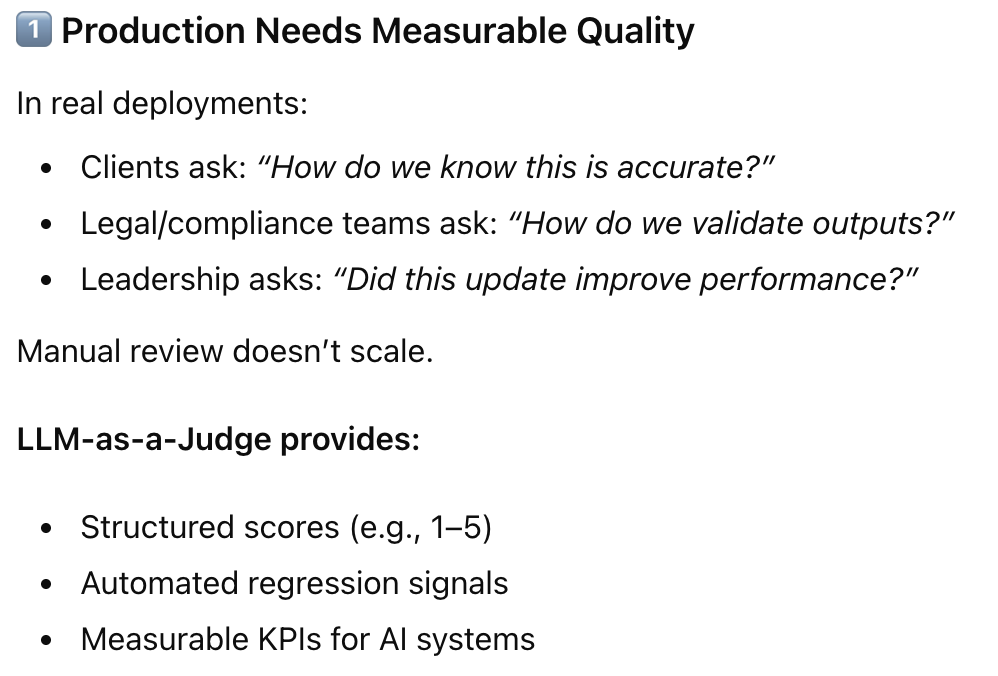 1️⃣ Production Needs Measurable Quality
In real deployments:
• Clients ask: “How do we know this is accurate?”
• Legal/compliance teams ask: “How do we validate outputs?”
• Leadership asks: “Did this update improve performance?”
Manual review doesn’t scale.
LLM-as-a-Judge provides:
• Structured scores (e.g., 1–5)
• Automated regression signals
• Measurable KPIs for AI systems